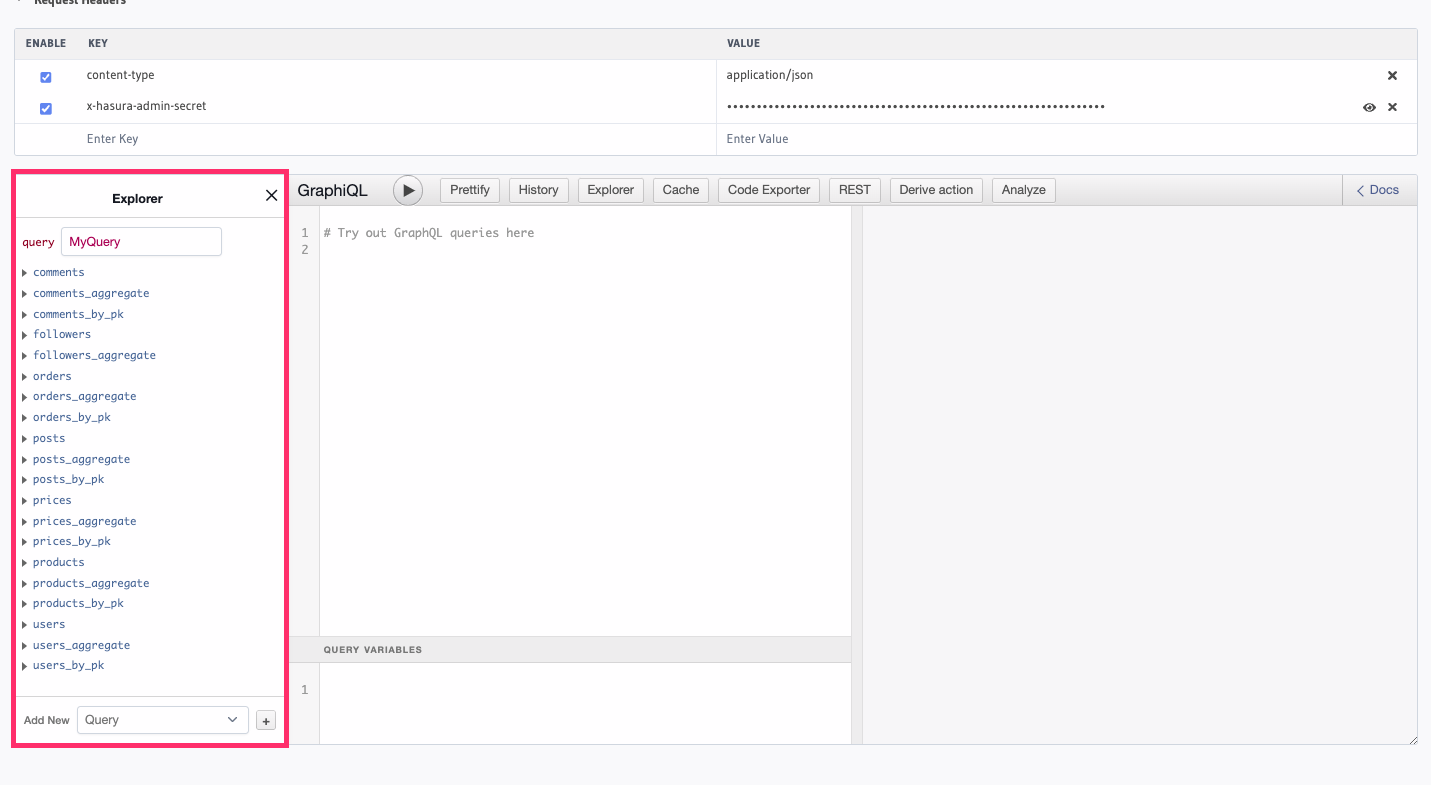 Request Headers
ENABLE KEY VALUE
content-type application/json
x-hasura-admin-secret ••••••••••••••••••••••••••••••••••••••••••••••••••••••••••••••••
Enter Key Enter Value
Explorer
GraphiQL Prettify History Explorer Cache Code Exporter REST Derive action Analyze Docs
query MyQuery
comments
comments_aggregate
comments_by_pk
followers
followers_aggregate
orders
orders_aggregate
orders_by_pk
posts
posts_aggregate
posts_by_pk
prices
prices_aggregate
prices_by_pk
products
products_aggregate
products_by_pk
users
users_aggregate
users_by_pk
Add New Query +
1 # Try out GraphQL queries here
2
QUERY VARIABLES
1